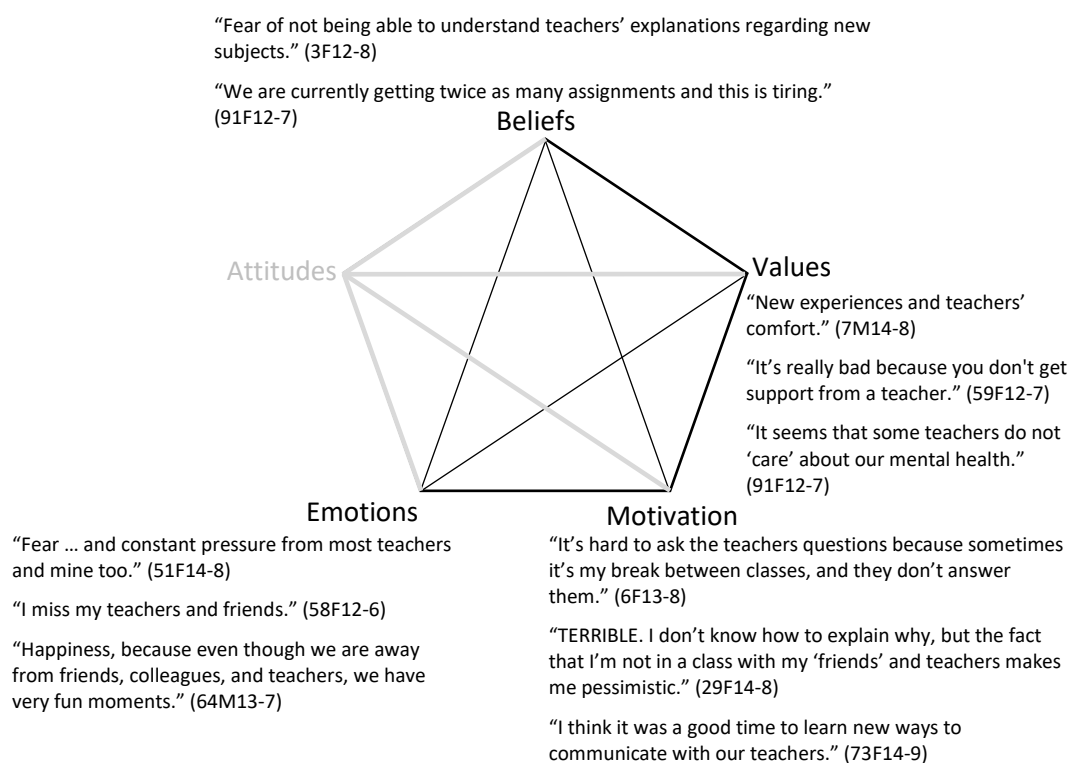 “Fear of not being able to understand teachers’ explanations regarding new
subjects.” (3F12-8)
“We are currently getting twice as many assignments and this is tiring.”
(91F12-7)
Beliefs
Attitudes
Values
“New experiences and teachers’
comfort.” (7M14-8)
“It’s really bad because you don't get
support from a teacher.” (59F12-7)
“It seems that some teachers do not
‘care’ about our mental health.”
(91F12-7)
Emotions
“Fear ... and constant pressure from most teachers
and mine too.” (51F14-8)
“I miss my teachers and friends.” (58F12-6)
“Happiness, because even though we are away
from friends, colleagues, and teachers, we have
very fun moments.” (64M13-7)
Motivation
“It’s hard to ask the teachers questions because sometimes
it’s my break between classes, and they don’t answer
them.” (6F13-8)
“TERRIBLE. I don’t know how to explain why, but the fact
that I’m not in a class with my ‘friends’ and teachers makes
me pessimistic.” (29F14-8)
“I think it was a good time to learn new ways to
communicate with our teachers.” (73F14-9)